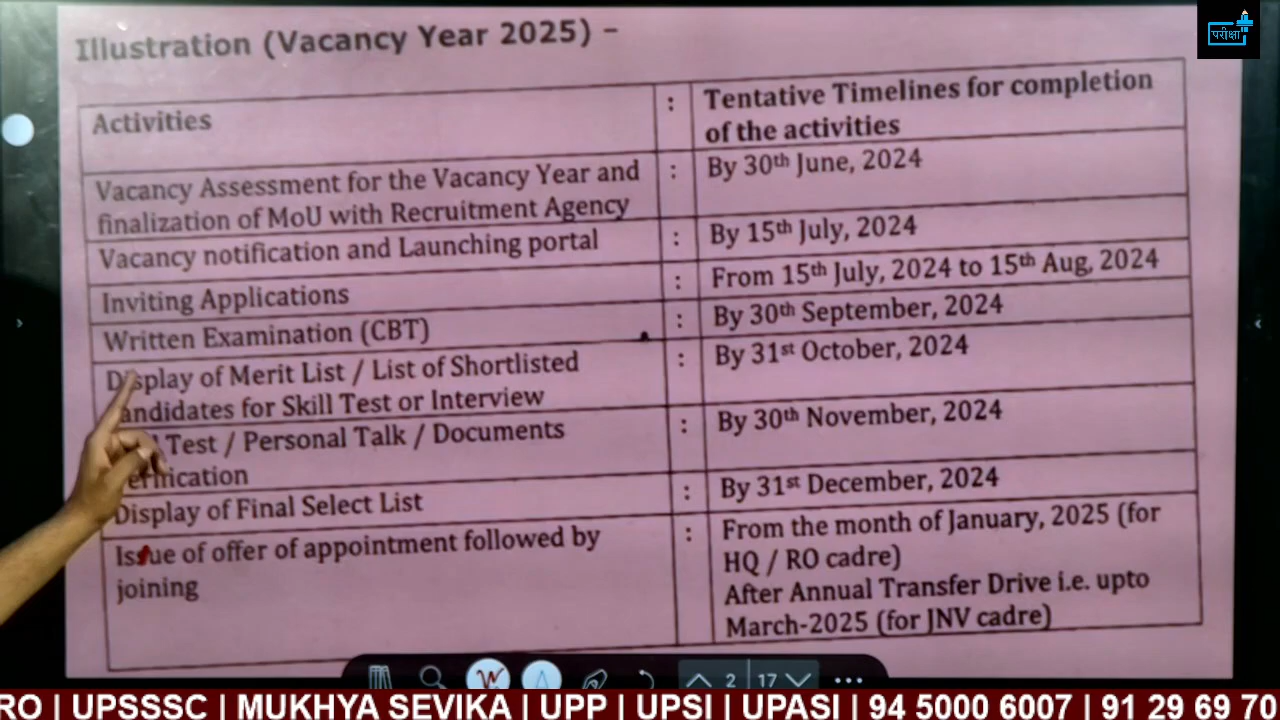 Illustration (Vacancy Year 2025) –
परीक्षा
Activities : Tentative Timelines for completion
of the activities
Vacancy Assessment for the Vacancy Year and : By 30th June, 2024
finalization of MoU with Recruitment Agency
Vacancy notification and Launching portal : By 15th July, 2024
Inviting Applications : From 15th July, 2024 to 15th Aug, 2024
Written Examination (CBT) : By 30th September, 2024
Display of Merit List / List of Shortlisted : By 31st October, 2024
andidates for Skill Test or Interview
Test / Personal Talk / Documents : By 30th November, 2024
erification
Display of Final Select List : By 31st December, 2024
Issue of offer of appointment followed by : From the month of January, 2025 (for
joining
HQ / RO cadre)
After Annual Transfer Drive i.e. upto
March-2025 (for JNV cadre)
2 17
RO | UPSSSC | MUKHYA SEVIKA | UPP | UPSI | UPASI | 94 5000 6007 | 91 29 69 70